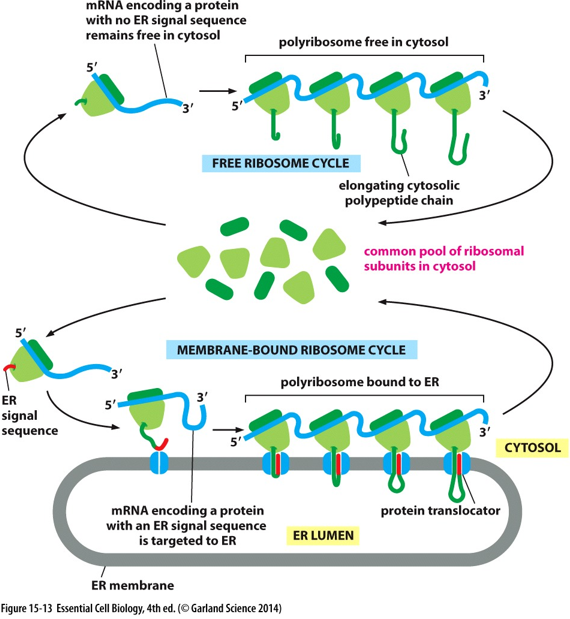 mRNA encoding a protein
with no ER signal sequence
remains free in cytosol
polyribosome free in cytosol
5′
3′
5′
3′
FREE RIBOSOME CYCLE
elongating cytosolic
polypeptide chain
common pool of ribosomal
subunits in cytosol
MEMBRANE-BOUND RIBOSOME CYCLE
5′
3′
ER
signal
sequence
5′
3′
polyribosome bound to ER
5′
3′
CYTOSOL
mRNA encoding a protein
with an ER signal sequence
is targeted to ER
protein translocator
ER LUMEN
ER membrane
Figure 15-13 Essential Cell Biology, 4th ed. (© Garland Science 2014)